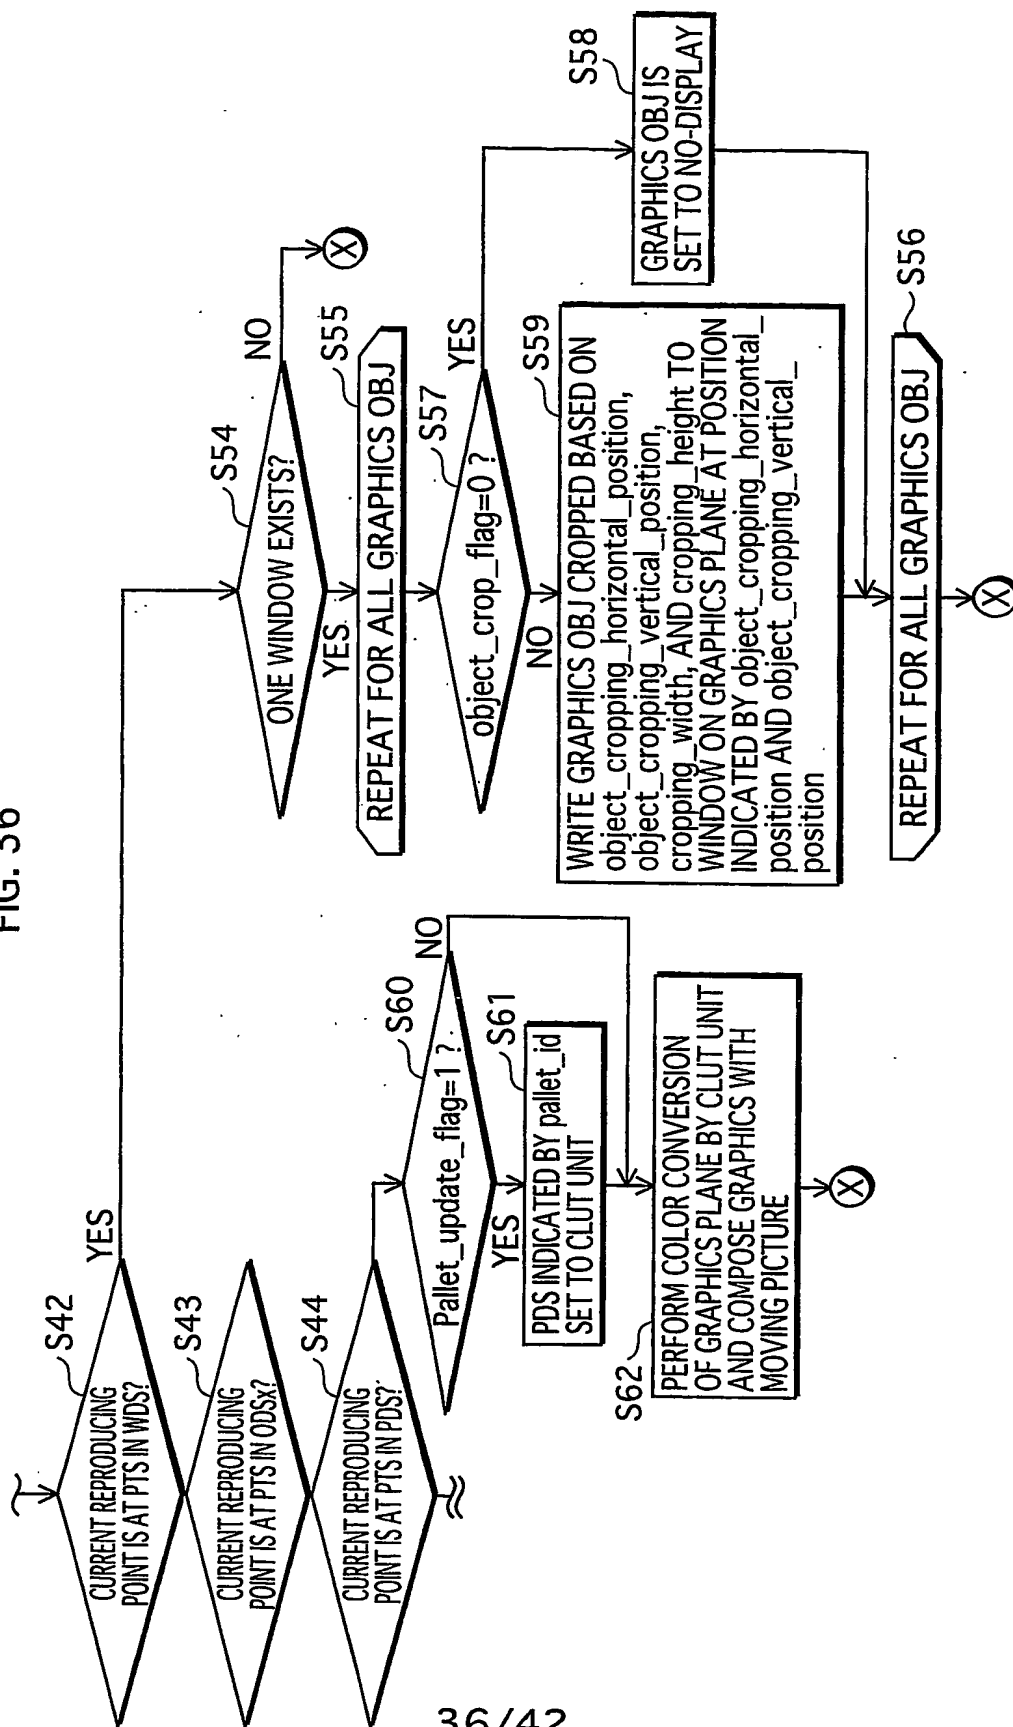 FIG. 36
S42
CURRENT REPRODUCING
POINT IS AT PTS IN WDS?
YES
S43
CURRENT REPRODUCING
POINT IS AT PTS IN ODSx?
S44
CURRENT REPRODUCING
POINT IS AT PTS IN PDS?
S54
ONE WINDOW EXISTS?
NO
X
YES
S55
REPEAT FOR ALL GRAPHICS OBJ
S57
object_crop_flag=0 ?
YES
NO
S58
GRAPHICS OBJ IS
SET TO NO-DISPLAY
S59
WRITE GRAPHICS OBJ CROPPED BASED ON
object_cropping_horizontal_position,
object_cropping_vertical_position,
cropping_width, AND cropping_height TO
WINDOW ON GRAPHICS PLANE AT POSITION
INDICATED BY object_cropping_horizontal_
position AND object_cropping_vertical_
position
S56
REPEAT FOR ALL GRAPHICS OBJ
X
S60
Pallet_update_flag=1 ?
NO
YES
S61
PDS INDICATED BY pallet_id
SET TO CLUT UNIT
S62
PERFORM COLOR CONVERSION
OF GRAPHICS PLANE BY CLUT UNIT
AND COMPOSE GRAPHICS WITH
MOVING PICTURE
X
36/42